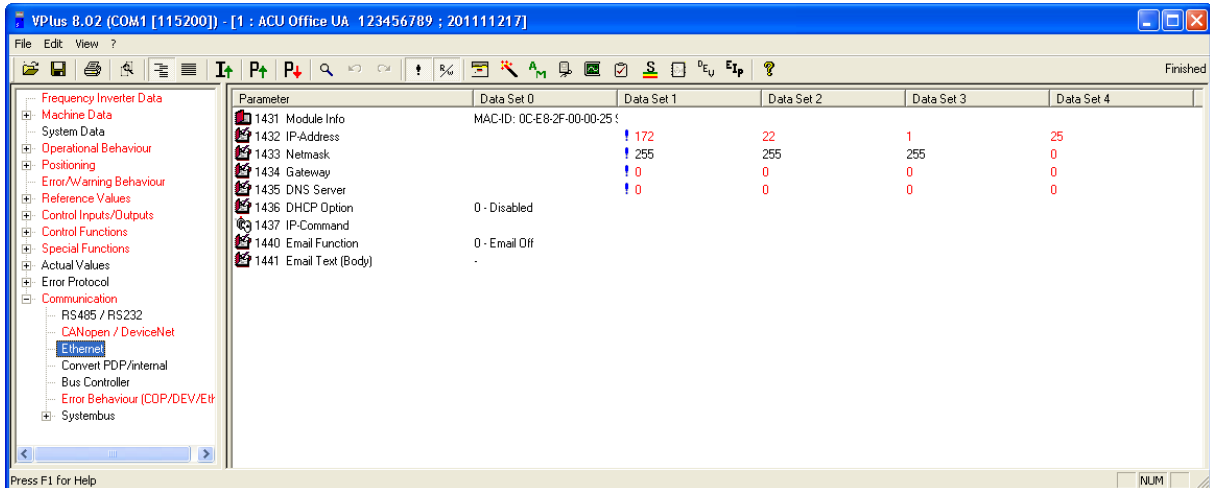 VPlus 8.02 (COM1 [115200]) - [1 : ACU Office UA 123456789 ; 201111217]
File Edit View ?
Finished
Frequency Inverter Data
Machine Data
System Data
Operational Behaviour
Positioning
Error/Warning Behaviour
Reference Values
Control Inputs/Outputs
Control Functions
Special Functions
Actual Values
Error Protocol
Communication
RS485 / RS232
CANopen / DeviceNet
Ethernet
Convert PDP/internal
Bus Controller
Error Behaviour (COP/DEV/Eth
Systembus
Parameter Data Set 0 Data Set 1 Data Set 2 Data Set 3 Data Set 4
1431 Module Info MAC-ID: 0C-E8-2F-00-00-25 S
1432 IP-Address 172 22 1 25
1433 Netmask 255 255 255 0
1434 Gateway 0 0 0 0
1435 DNS Server 0 0 0 0
1436 DHCP Option 0 - Disabled
1437 IP-Command
1440 Email Function 0 - Email Off
1441 Email Text (Body) -
Press F1 for Help
NUM